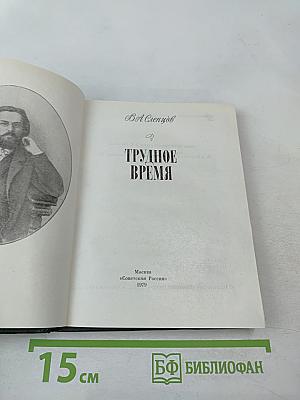 В. А. Слепцов
ТРУДНОЕ
ВРЕМЯ
Москва
«Советская Россия»
1979
15 см
БФ БИБЛИОФАН